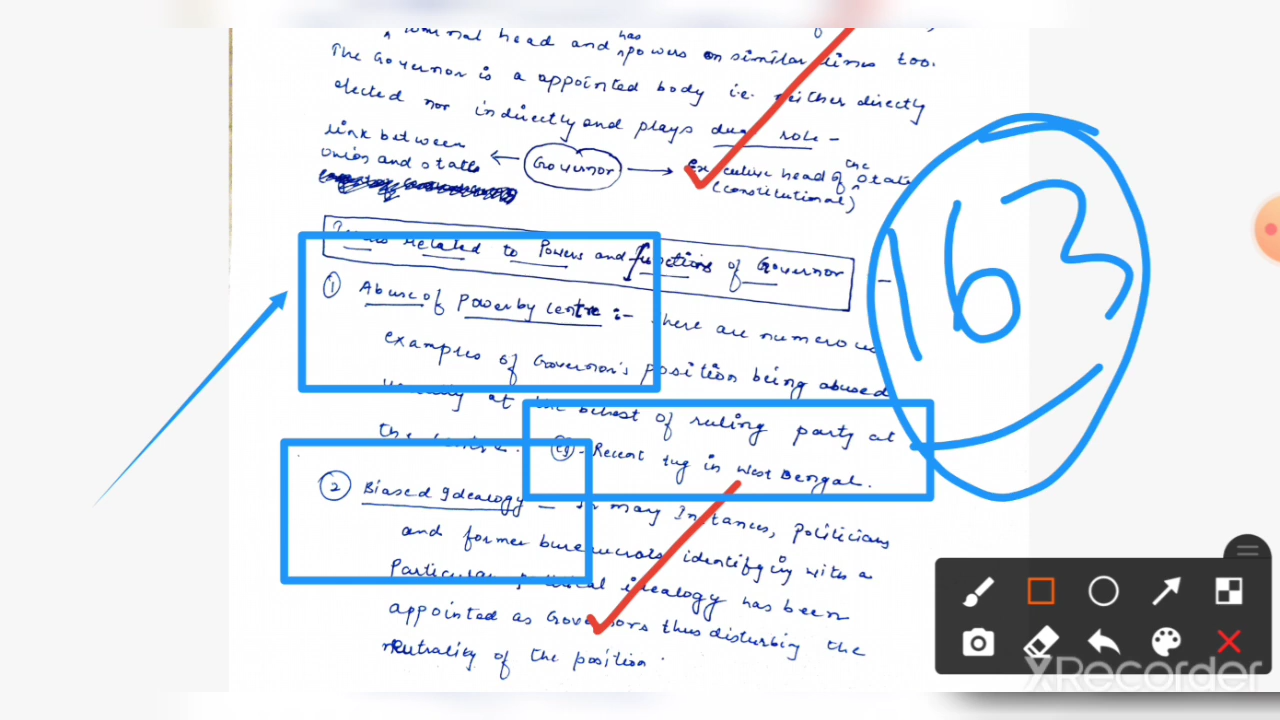 nominal head and has powers on similar lines too.
The Governor is a appointed body i.e. neither directly
elected nor indirectly and plays dual role -
link between
union and state ← Governor → Executive head of the State
(constitutional)
Issues related to Powers and functions of Governor -
① Abuse of Power by Centre :- There are numerous
examples of Governor's position being abused
usually at the behest of ruling party at
the centre. eg - Recent tug in West Bengal.
② Biased Idealogy - In many Instances, Politicians
and former bureucrats identifying with a
Particular political idealogy has been
appointed as Governors thus disturbing the
neutrality of the position.
163
XRecorder